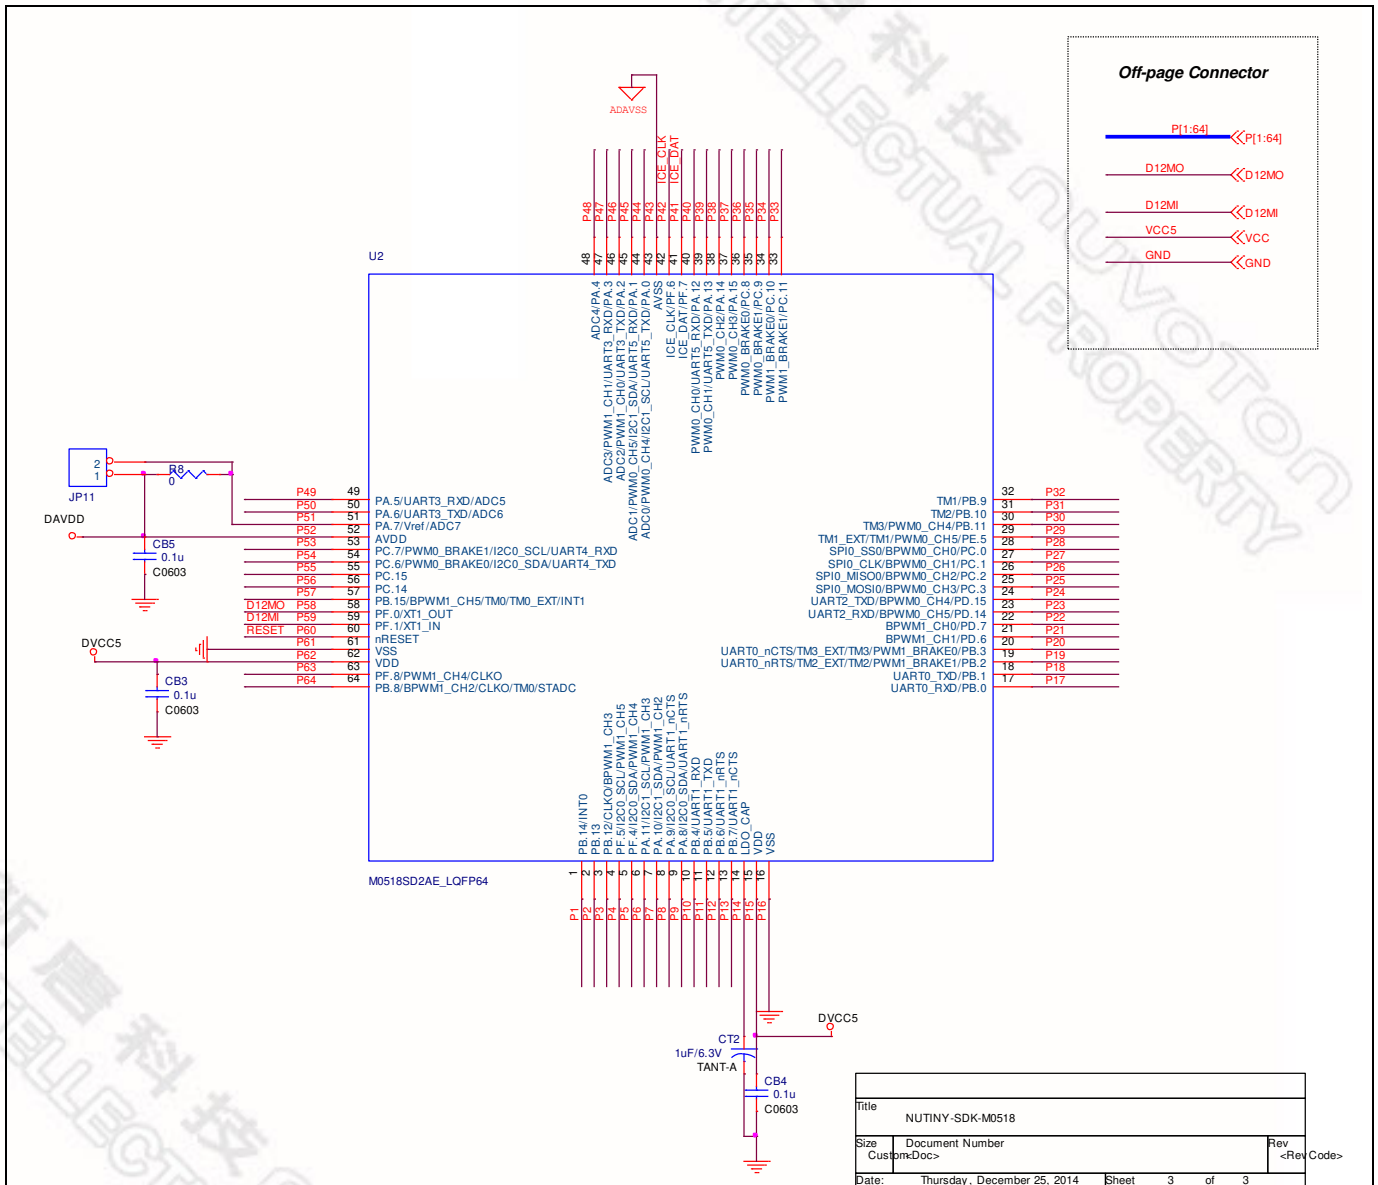 Off-page Connector
P[1:64]
P[1:64]
D12MO
D12MO
D12MI
D12MI
VCC5
VCC
GND
GND
ADAVSS
ICE_CLK
ICE_DAT
P48
P47
P46
P45
P44
P43
P42
P41
P40
P39
P38
P37
P36
P35
P34
P33
48
47
46
45
44
43
42
41
40
39
38
37
36
35
34
33
U2
ADC4/PA.4
ADC3/PWM1_CH1/UART3_RXD/PA.3
ADC2/PWM1_CH0/UART3_TXD/PA.2
ADC1/PWM0_CH5/I2C1_SDA/UART5_RXD/PA.1
ADC0/PWM0_CH4/I2C1_SCL/UART5_TXD/PA.0
AVSS
ICE_CLK/PF.6
ICE_DAT/PF.7
PWM0_CH0/UART5_RXD/PA.12
PWM0_CH1/UART5_TXD/PA.13
PWM0_CH2/PA.14
PWM0_CH3/PA.15
PWM0_BRAKE0/PC.8
PWM0_BRAKE1/PC.9
PWM1_BRAKE0/PC.10
PWM1_BRAKE1/PC.11
2
1
JP11
R8
0
DAVDD
CB5
0.1u
C0603
DVCC5
CB3
0.1u
C0603
P49 49 PA.5/UART3_RXD/ADC5
P50 50 PA.6/UART3_TXD/ADC6
P51 51 PA.7/Vref/ADC7
P52 52 AVDD
P53 53 PC.7/PWM0_BRAKE1/I2C0_SCL/UART4_RXD
P54 54 PC.6/PWM0_BRAKE0/I2C0_SDA/UART4_TXD
P55 55 PC.15
P56 56 PC.14
P57 57 PB.15/BPWM1_CH5/TM0/TM0_EXT/INT1
D12MO P58 58 PF.0/XT1_OUT
D12MI P59 59 PF.1/XT1_IN
RESET P60 60 nRESET
P61 61 VSS
P62 62 VDD
P63 63 PF.8/PWM1_CH4/CLKO
P64 64 PB.8/BPWM1_CH2/CLKO/TM0/STADC
TM1/PB.9 32 P32
TM2/PB.10 31 P31
TM3/PWM0_CH4/PB.11 30 P30
TM1_EXT/TM1/PWM0_CH5/PE.5 29 P29
SPI0_SS0/BPWM0_CH0/PC.0 28 P28
SPI0_CLK/BPWM0_CH1/PC.1 27 P27
SPI0_MISO0/BPWM0_CH2/PC.2 26 P26
SPI0_MOSI0/BPWM0_CH3/PC.3 25 P25
UART2_TXD/BPWM0_CH4/PD.15 24 P24
UART2_RXD/BPWM0_CH5/PD.14 23 P23
BPWM1_CH0/PD.7 22 P22
BPWM1_CH1/PD.6 21 P21
UART0_nCTS/TM3_EXT/TM3/PWM1_BRAKE0/PB.3 20 P20
UART0_nRTS/TM2_EXT/TM2/PWM1_BRAKE1/PB.2 19 P19
UART0_TXD/PB.1 18 P18
UART0_RXD/PB.0 17 P17
PB.14/INT0
PB.13
PB.12/CLKO/BPWM1_CH3
PF.5/I2C0_SCL/PWM1_CH5
PF.4/I2C0_SDA/PWM1_CH4
PA.11/I2C1_SCL/PWM1_CH3
PA.10/I2C1_SDA/PWM1_CH2
PA.9/I2C0_SCL/UART1_nCTS
PA.8/I2C0_SDA/UART1_nRTS
PB.4/UART1_RXD
PB.5/UART1_TXD
PB.6/UART1_nRTS
PB.7/UART1_nCTS
LDO_CAP
VDD
VSS
M0518SD2AE_LQFP64
1
2
3
4
5
6
7
8
9
10
11
12
13
14
15
16
P1
P2
P3
P4
P5
P6
P7
P8
P9
P10
P11
P12
P13
P14
P15
P16
DVCC5
CT2
1uF/6.3V
TANT-A
CB4
0.1u
C0603
Title
NUTINY-SDK-M0518
Size Document Number Rev
Custom <Doc> <RevCode>
Date: Thursday, December 25, 2014 Sheet 3 of 3
新唐科技 nuvoTon
INTELLECTUAL PROPERTY